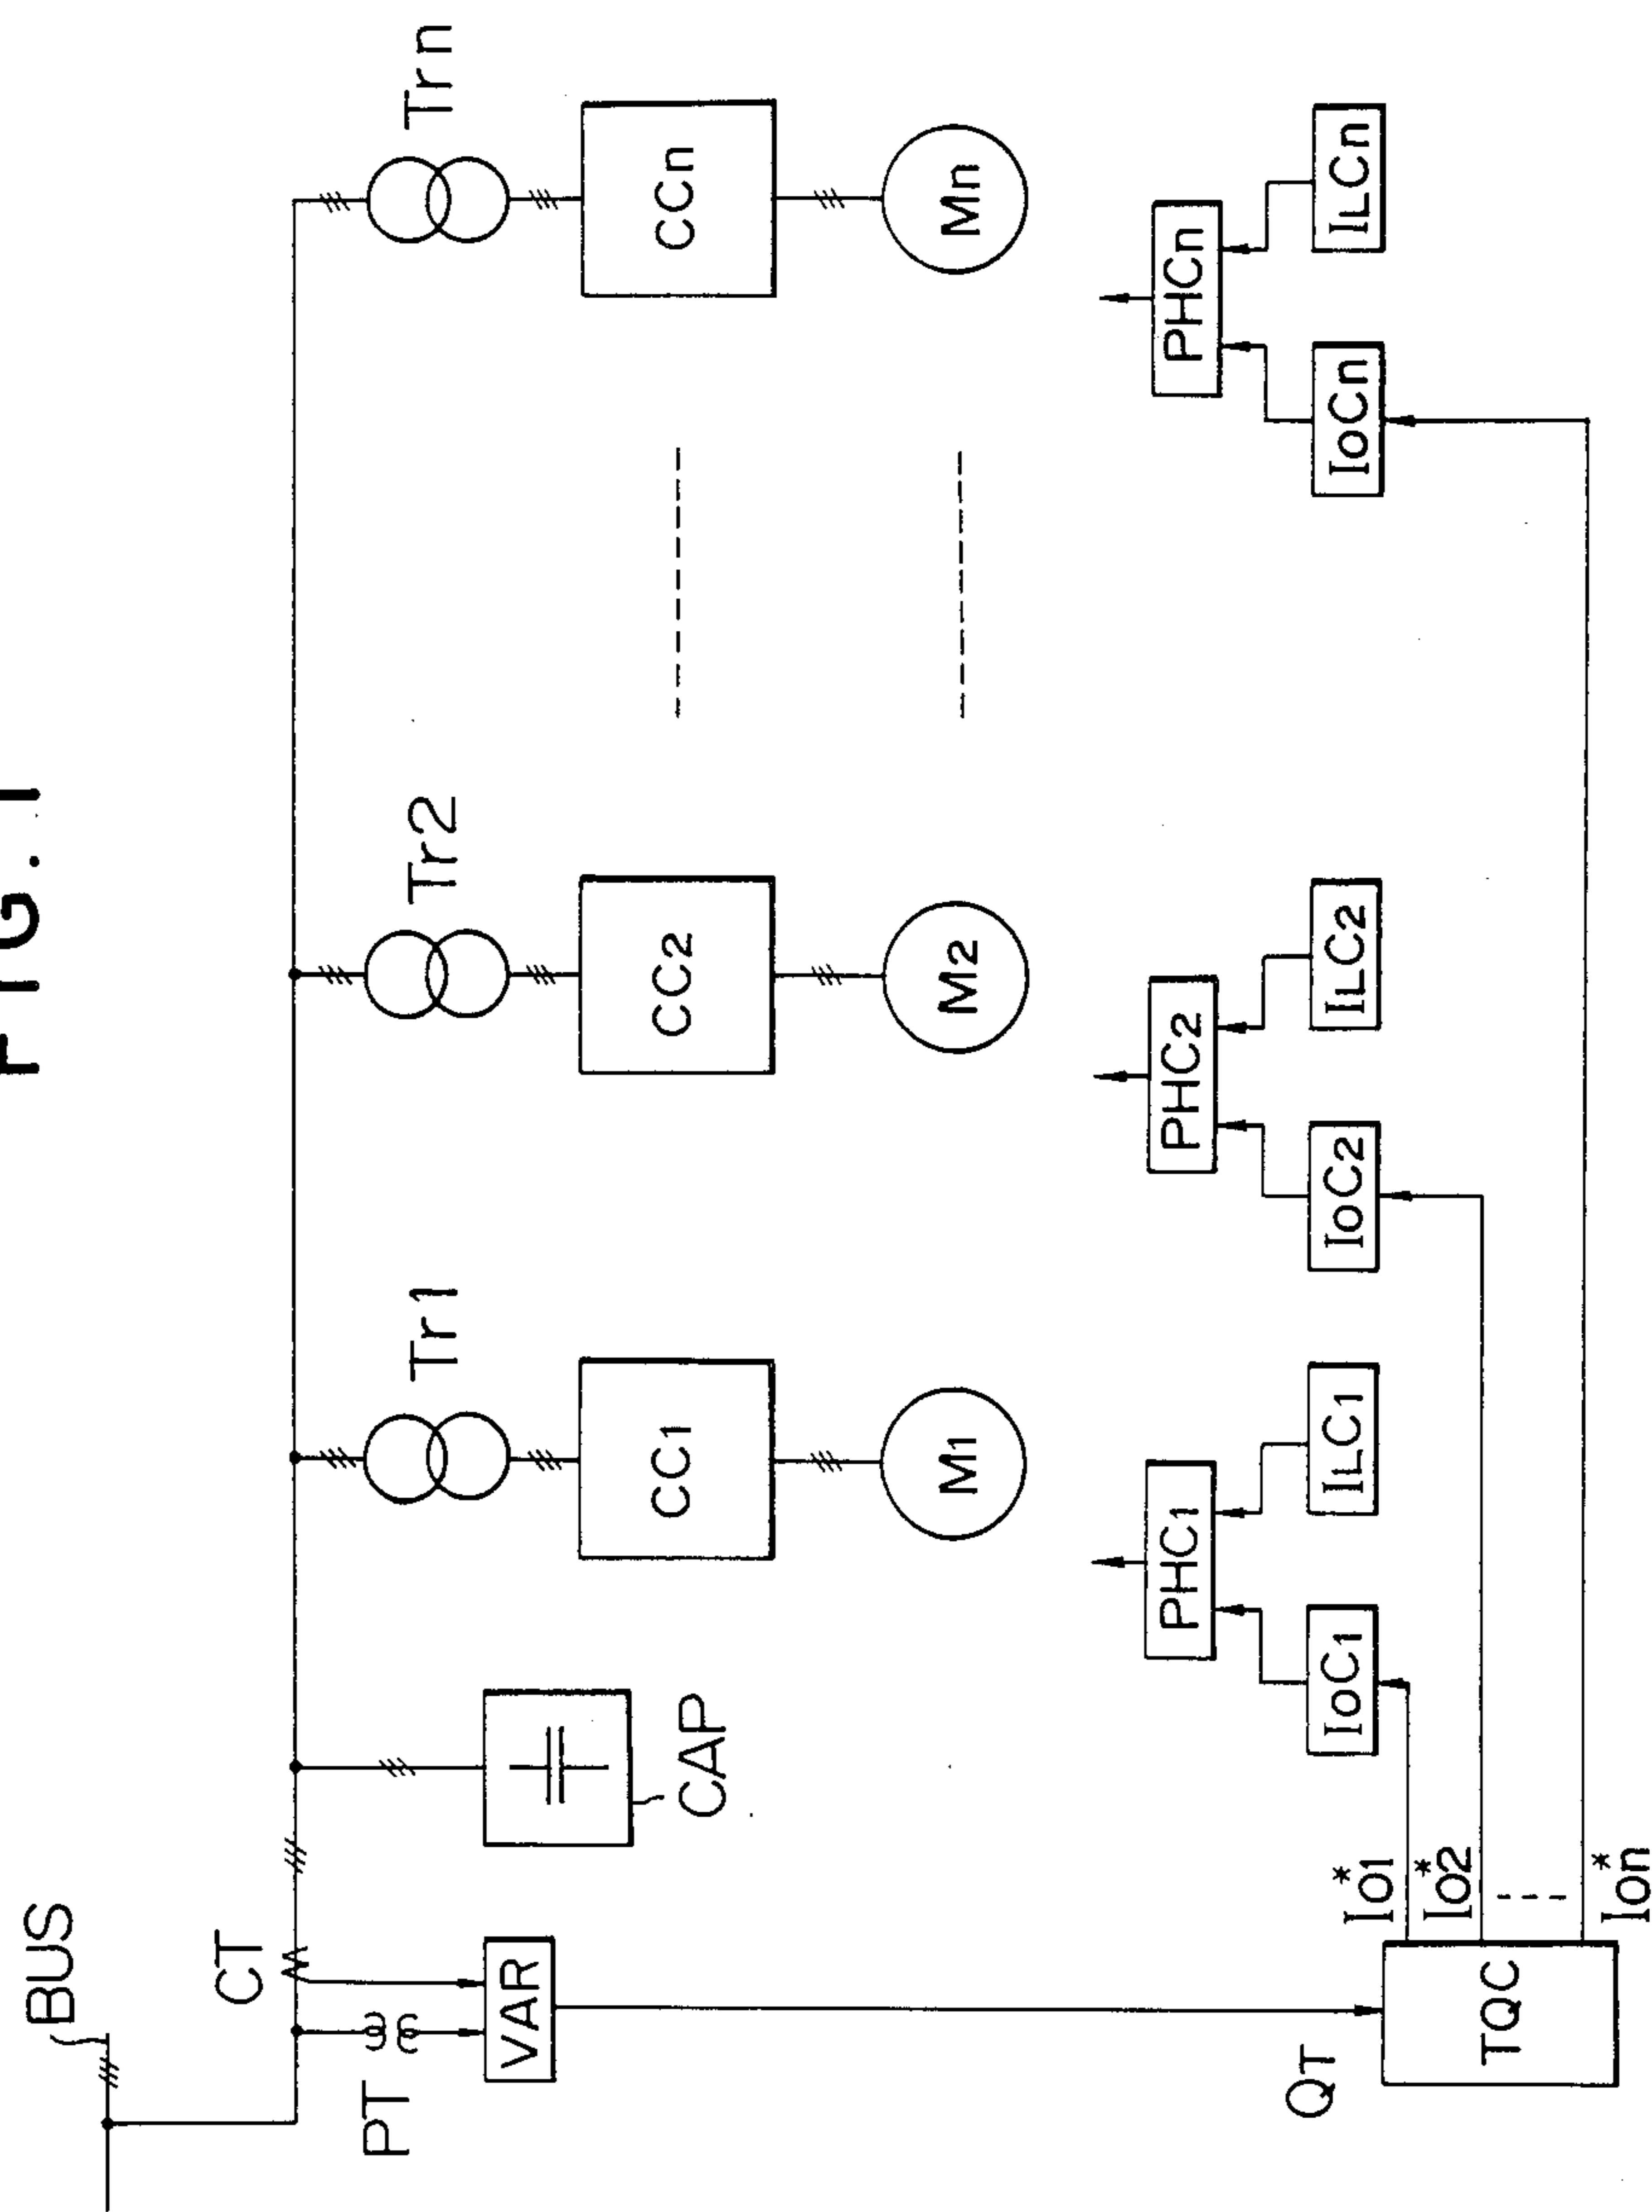 FIG. 1
BUS
CT
PT
VAR
CAP
Tr1
Tr2
Trn
CC1
CC2
CCn
M1
M2
Mn
PHC1
PHC2
PHCn
IoC1
ILC1
IoC2
ILC2
IoCn
ILCn
QT
TQC
Io1*
Io2*
Ion*